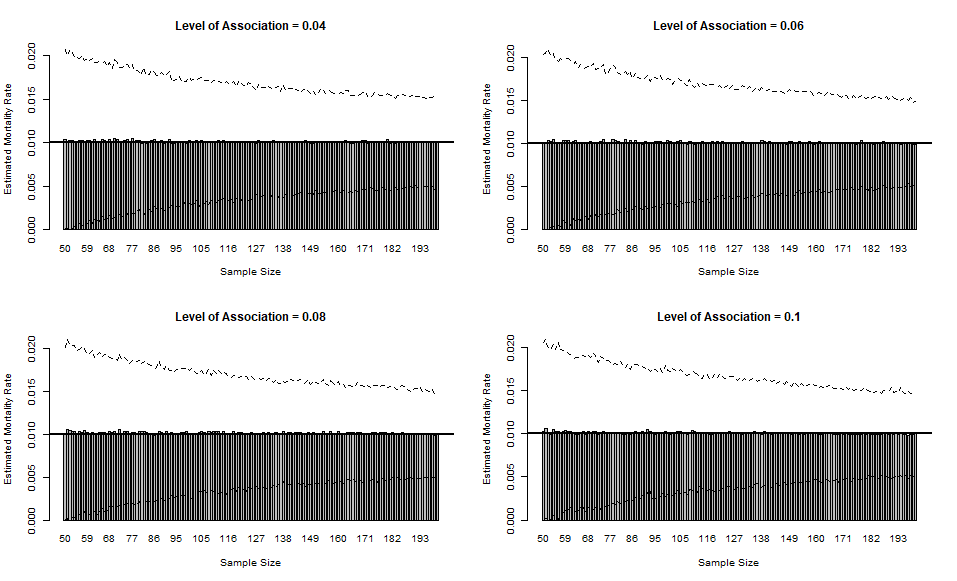 Level of Association = 0.04
Estimated Mortality Rate
0.000 0.005 0.010 0.015 0.020
50 59 68 77 86 95 105 116 127 138 149 160 171 182 193
Sample Size
Level of Association = 0.06
Estimated Mortality Rate
0.000 0.005 0.010 0.015 0.020
50 59 68 77 86 95 105 116 127 138 149 160 171 182 193
Sample Size
Level of Association = 0.08
Estimated Mortality Rate
0.000 0.005 0.010 0.015 0.020
50 59 68 77 86 95 105 116 127 138 149 160 171 182 193
Sample Size
Level of Association = 0.1
Estimated Mortality Rate
0.000 0.005 0.010 0.015 0.020
50 59 68 77 86 95 105 116 127 138 149 160 171 182 193
Sample Size